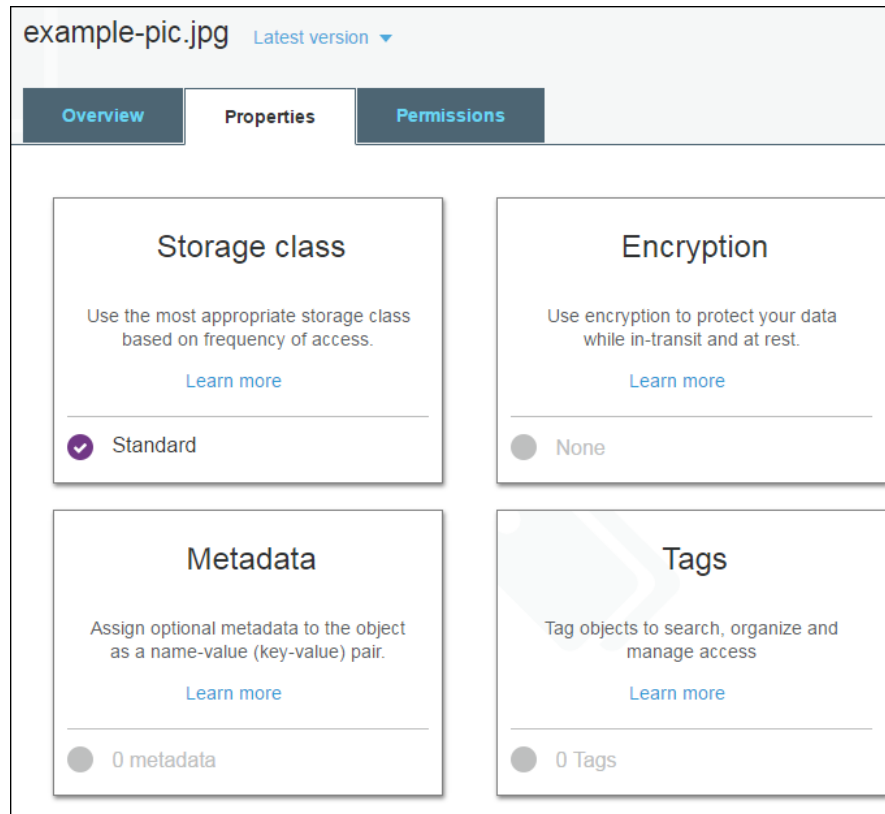 example-pic.jpg Latest version
Overview Properties Permissions
Storage class
Use the most appropriate storage class
based on frequency of access.
Learn more
Standard
Encryption
Use encryption to protect your data
while in-transit and at rest.
Learn more
None
Metadata
Assign optional metadata to the object
as a name-value (key-value) pair.
Learn more
0 metadata
Tags
Tag objects to search, organize and
manage access
Learn more
0 Tags